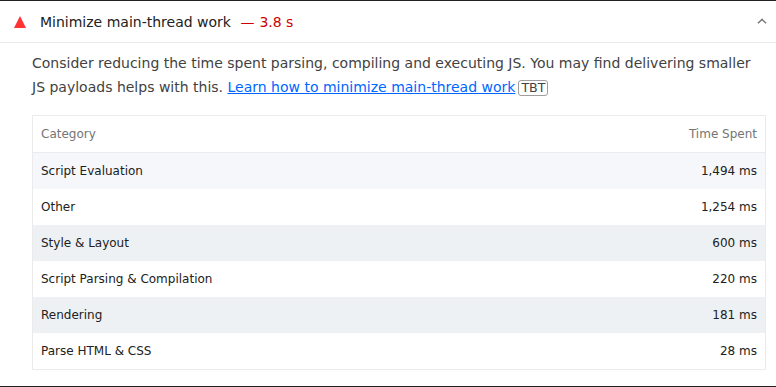 Minimize main-thread work — 3.8 s
Consider reducing the time spent parsing, compiling and executing JS. You may find delivering smaller
JS payloads helps with this. Learn how to minimize main-thread work TBT
Category Time Spent
Script Evaluation 1,494 ms
Other 1,254 ms
Style & Layout 600 ms
Script Parsing & Compilation 220 ms
Rendering 181 ms
Parse HTML & CSS 28 ms